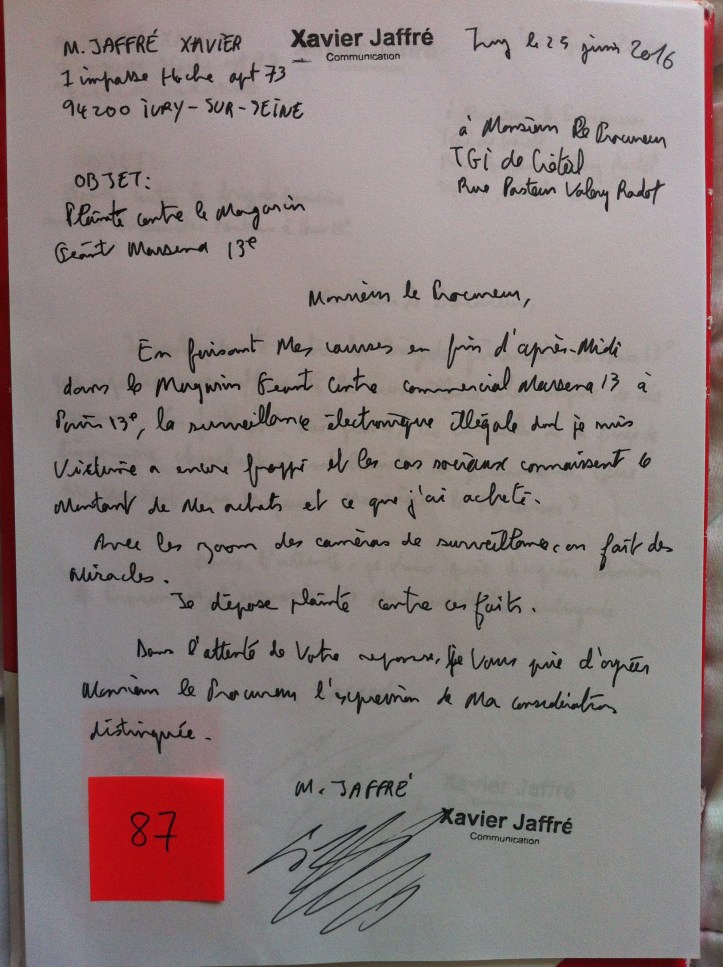 M. JAFFRÉ XAVIER
Xavier Jaffré
Communication
Ivry le 25 juin 2016
1 impasse Hoche apt 73
94200 IVRY-SUR-SEINE
à Monsieur le Procureur
TGI de Créteil
Rue Pasteur Valery Radot
OBJET:
Plainte contre le Magasin
Géant Massena 13e
Monsieur le Procureur,
En faisant Mes courses en fin d'après-Midi
dans le Magasin Geant Centre commercial Massena 13 à
Paris 13e, la surveillance électronique illégale dont je suis
Victime a encore frappé et les cas sociaux connaissent le
Montant de Mes achats et ce que j'ai acheté.
Avec les zoom des caméras de surveillance, on fait des
Miracles.
Je dépose plainte contre ces faits.
Dans l'attente de Votre reponse, je Vous prie d'agréer
Monsieur le Procureur l'expression de Ma considération
distinguée.
M. JAFFRÉ
Xavier Jaffré
Communication
87